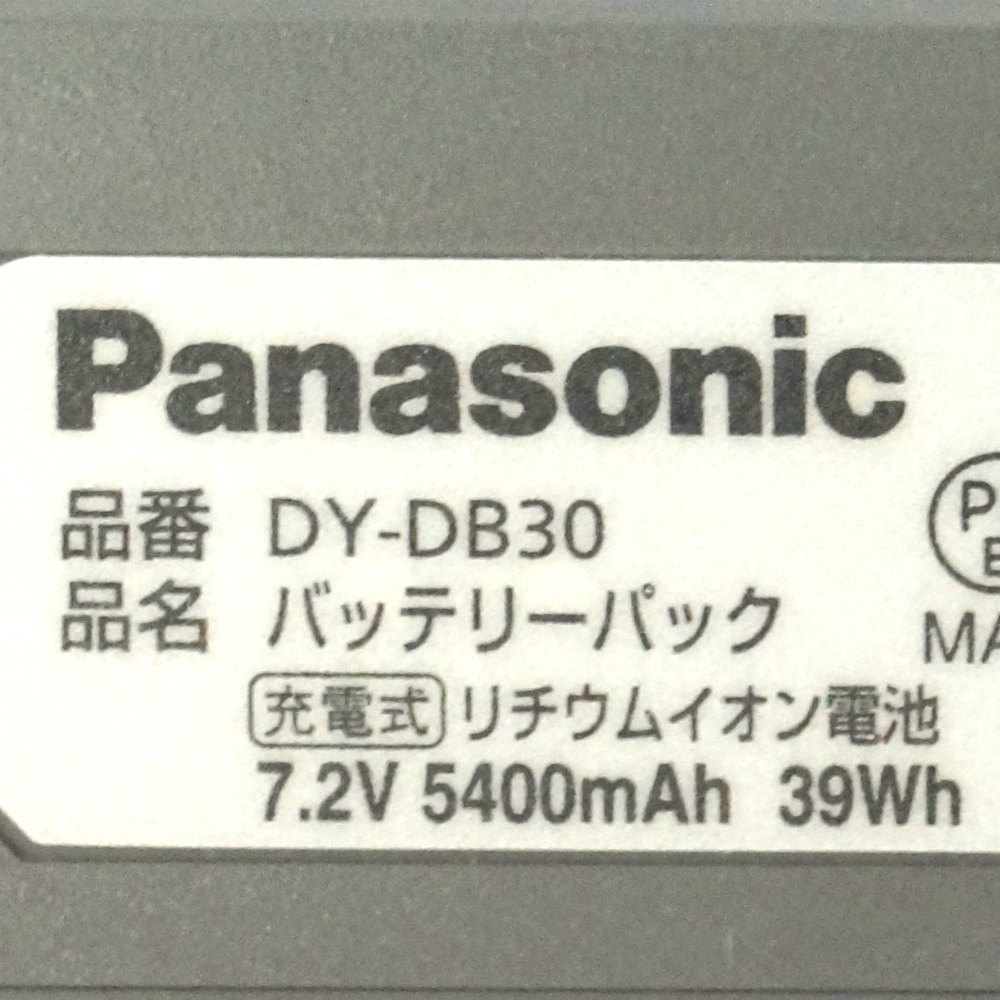 Panasonic
品番 DY-DB30
品名 バッテリーパック
充電式 リチウムイオン電池
7.2V 5400mAh 39Wh